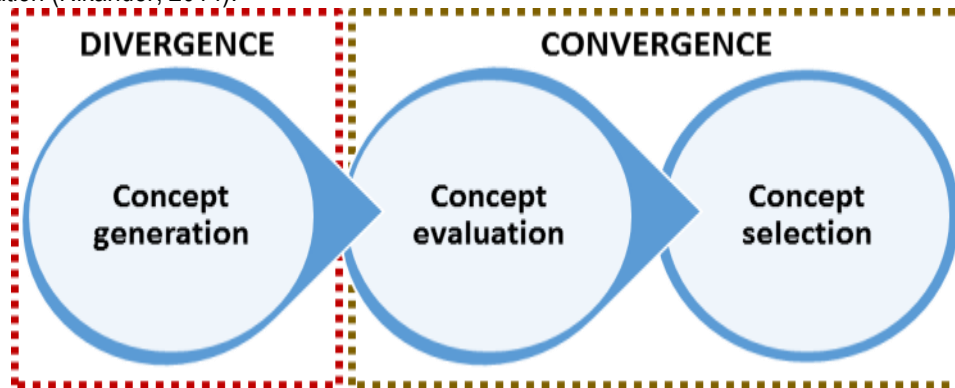 DIVERGENCE
CONVERGENCE
Concept
generation
Concept
evaluation
Concept
selection